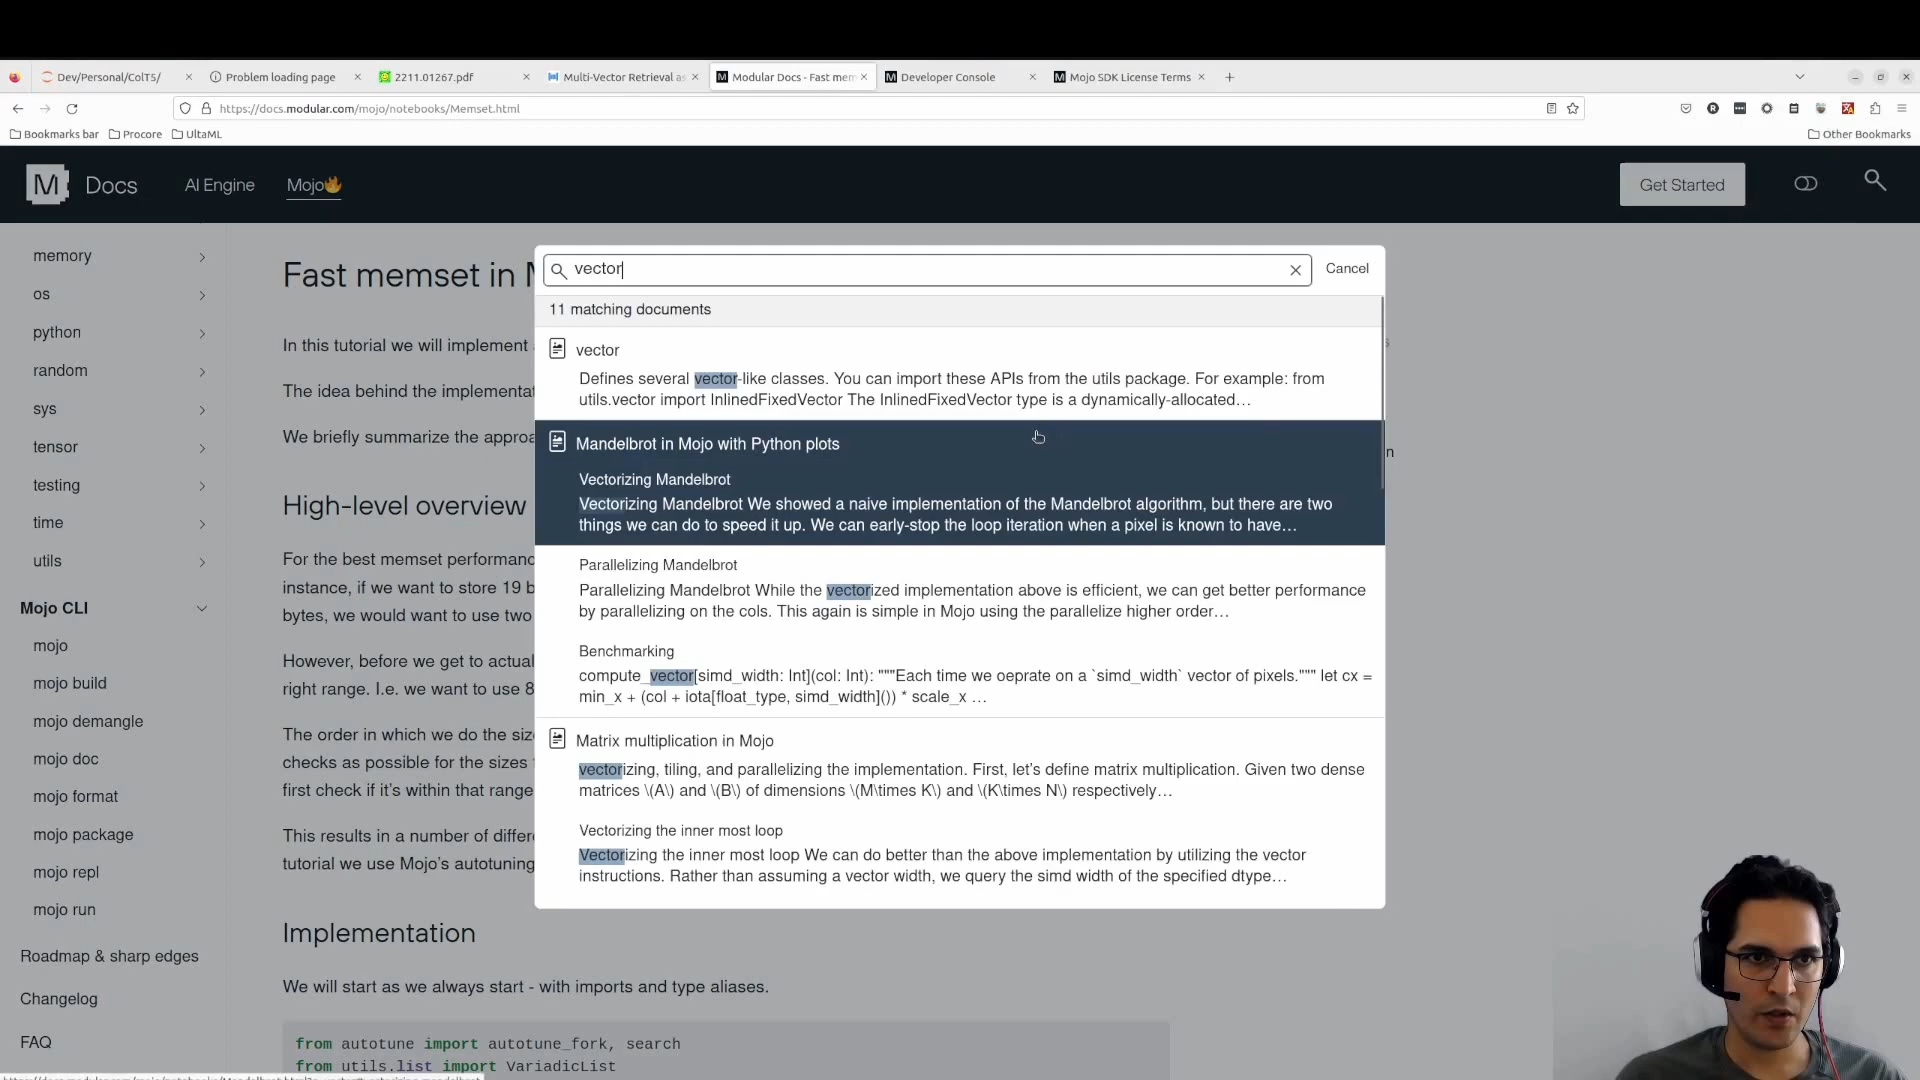 Dev/Personal/ColT5/
Problem loading page
2211.01267.pdf
Multi-Vector Retrieval as
Modular Docs - Fast mem
Developer Console
Mojo SDK License Terms
https://docs.modular.com/mojo/notebooks/Memset.html
Bookmarks bar
Procore
UltaML
Other Bookmarks
M Docs
AI Engine
Mojo🔥
Get Started
memory
os
python
random
sys
tensor
testing
time
utils
Mojo CLI
mojo
mojo build
mojo demangle
mojo doc
mojo format
mojo package
mojo repl
mojo run
Roadmap & sharp edges
Changelog
FAQ
Fast memset in M
In this tutorial we will implement
The idea behind the implementat
We briefly summarize the approa
High-level overview
For the best memset performanc
instance, if we want to store 19 b
bytes, we would want to use two
However, before we get to actual
right range. I.e. we want to use 8
The order in which we do the siz
checks as possible for the sizes
first check if it's within that range
This results in a number of differ
tutorial we use Mojo's autotuning
Implementation
We will start as we always start - with imports and type aliases.
from autotune import autotune_fork, search
from utils.list import VariadicList
vector
Cancel
11 matching documents
vector
Defines several vector-like classes. You can import these APIs from the utils package. For example: from
utils.vector import InlinedFixedVector The InlinedFixedVector type is a dynamically-allocated…
Mandelbrot in Mojo with Python plots
Vectorizing Mandelbrot
Vectorizing Mandelbrot We showed a naive implementation of the Mandelbrot algorithm, but there are two
things we can do to speed it up. We can early-stop the loop iteration when a pixel is known to have…
Parallelizing Mandelbrot
Parallelizing Mandelbrot While the vectorized implementation above is efficient, we can get better performance
by parallelizing on the cols. This again is simple in Mojo using the parallelize higher order…
Benchmarking
compute_vector[simd_width: Int](col: Int): """Each time we oeprate on a `simd_width` vector of pixels.""" let cx =
min_x + (col + iota[float_type, simd_width]()) * scale_x …
Matrix multiplication in Mojo
vectorizing, tiling, and parallelizing the implementation. First, let's define matrix multiplication. Given two dense
matrices \(A\) and \(B\) of dimensions \(M\times K\) and \(K\times N\) respectively…
Vectorizing the inner most loop
Vectorizing the inner most loop We can do better than the above implementation by utilizing the vector
instructions. Rather than assuming a vector width, we query the simd width of the specified dtype…
s
n